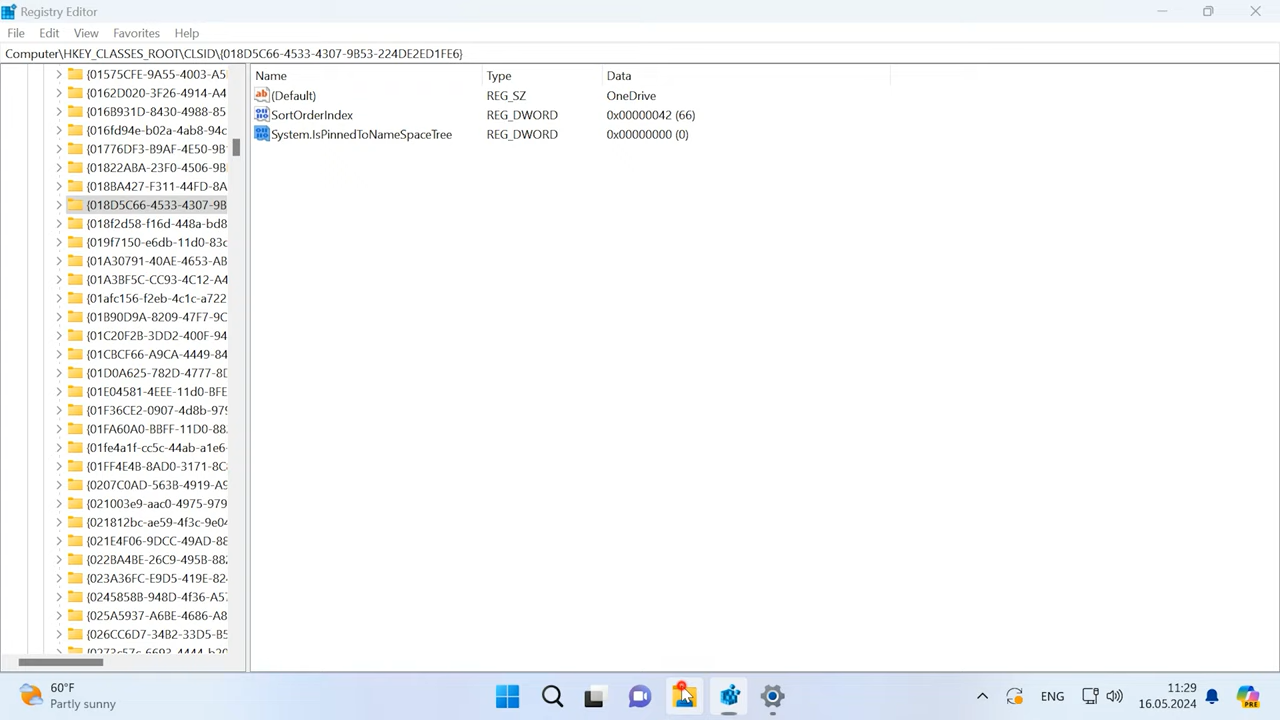 Registry Editor
File Edit View Favorites Help
Computer\HKEY_CLASSES_ROOT\CLSID\{018D5C66-4533-4307-9B53-224DE2ED1FE6}
Name Type Data
(Default) REG_SZ OneDrive
SortOrderIndex REG_DWORD 0x00000042 (66)
System.IsPinnedToNameSpaceTree REG_DWORD 0x00000000 (0)
{01575CFE-9A55-4003-A5
{0162D020-3F26-4914-A4
{016B931D-8430-4988-85
{016fd94e-b02a-4ab8-94c
{01776DF3-B9AF-4E50-9B
{01822ABA-23F0-4506-9B
{018BA427-F311-44FD-8A
{018D5C66-4533-4307-9B
{018f2d58-f16d-448a-bd8
{019f7150-e6db-11d0-83c
{01A30791-40AE-4653-AB
{01A3BF5C-CC93-4C12-A4
{01afc156-f2eb-4c1c-a722
{01B90D9A-8209-47F7-9C
{01C20F2B-3DD2-400F-94
{01CBCF66-A9CA-4449-84
{01D0A625-782D-4777-8D
{01E04581-4EEE-11d0-BFE
{01F36CE2-0907-4d8b-979
{01FA60A0-BBFF-11D0-88
{01fe4a1f-cc5c-44ab-a1e6-
{01FF4E4B-8AD0-3171-8C
{0207C0AD-563B-4919-A9
{021003e9-aac0-4975-979
{021812bc-ae59-4f3c-9e04
{021E4F06-9DCC-49AD-88
{022BA4BE-26C9-495B-882
{023A36FC-E9D5-419E-824
{0245858B-948D-4f36-A57
{025A5937-A6BE-4686-A8
{026CC6D7-34B2-33D5-B5
60°F
Partly sunny
ENG
11:29
16.05.2024
PRE